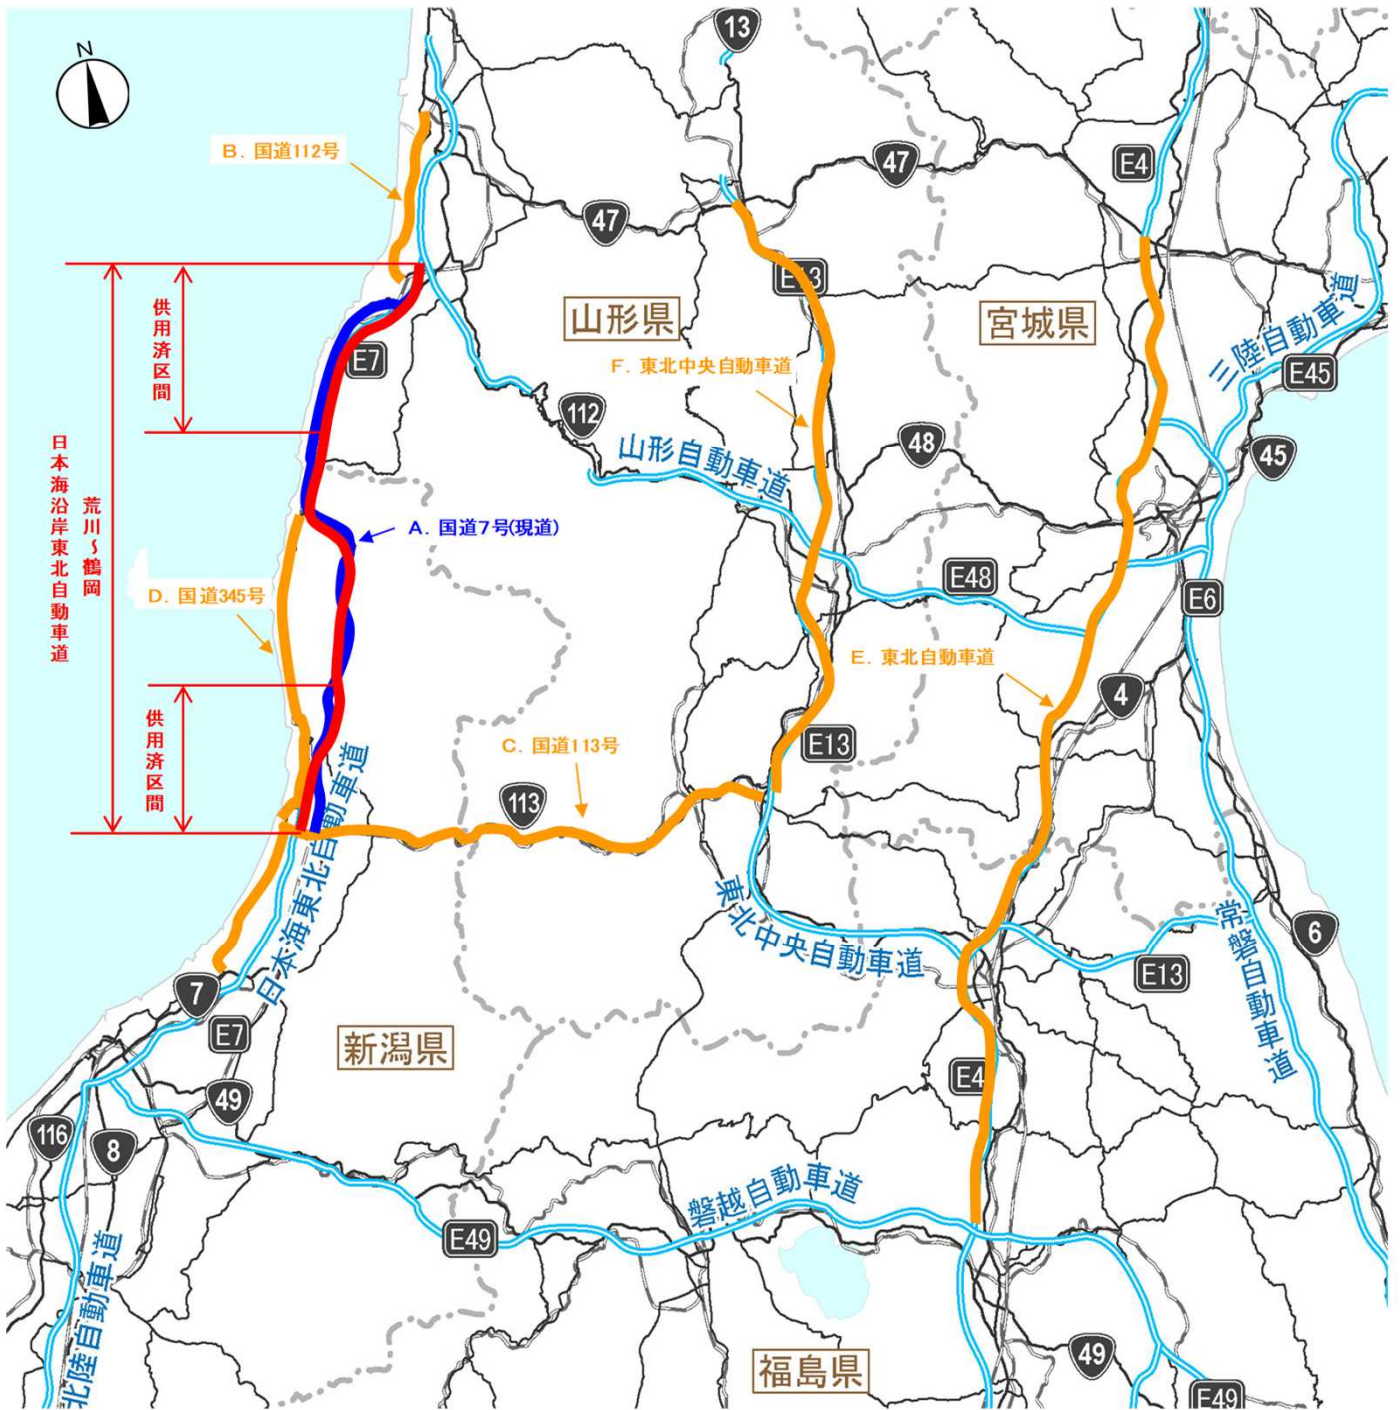 N
13
B. 国道112号
47
E4
47
供用済区間
E13
山形県
宮城県
三陸自動車道
E7
F. 東北中央自動車道
E45
112
48
45
山形自動車道
日本海沿岸東北自動車道
荒川～鶴岡
A. 国道7号(現道)
E48
D. 国道345号
E6
E. 東北自動車道
4
供用済区間
C. 国道113号
E13
113
日本海東北自動車道
東北中央自動車道
常磐自動車道
6
E13
7
E7
新潟県
49
E4
116
8
磐越自動車道
E49
北陸自動車道
49
福島県
E49